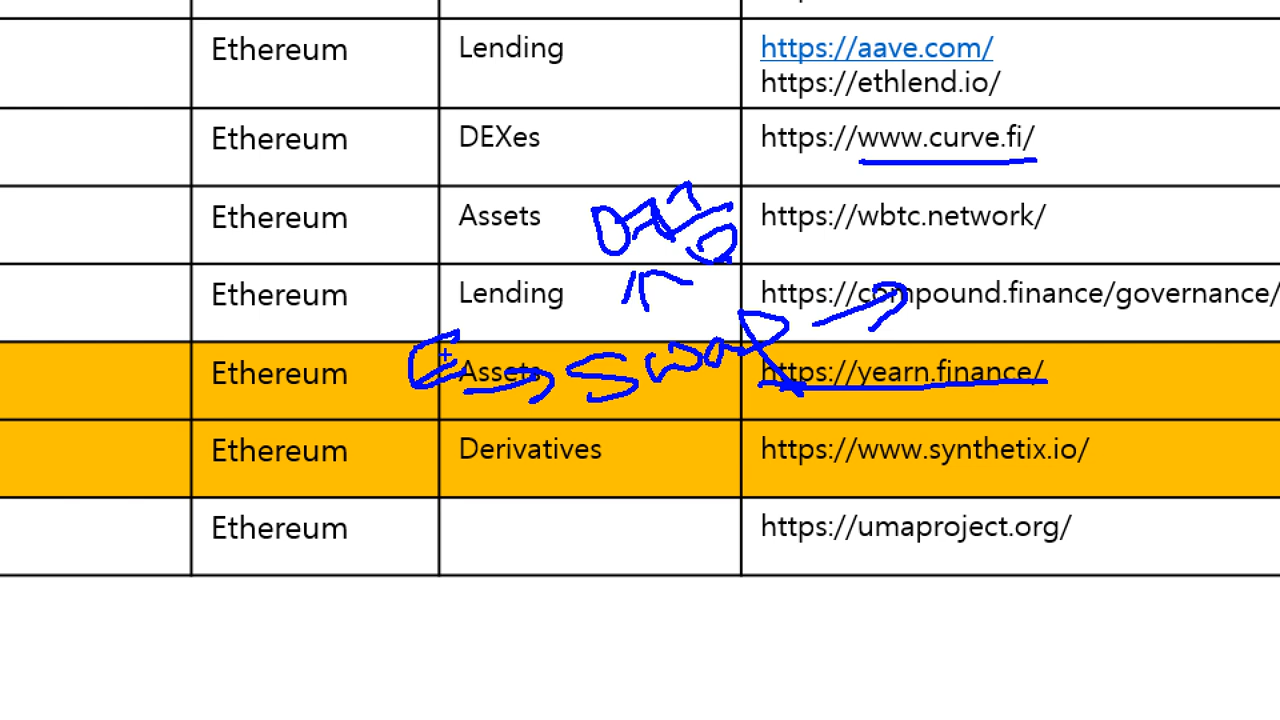 Ethereum Lending https://aave.com/
https://ethlend.io/
Ethereum DEXes https://www.curve.fi/
Ethereum Assets https://wbtc.network/
Ethereum Lending https://compound.finance/governance/
Ethereum Assets https://yearn.finance/
swap
Ethereum Derivatives https://www.synthetix.io/
Ethereum https://umaproject.org/